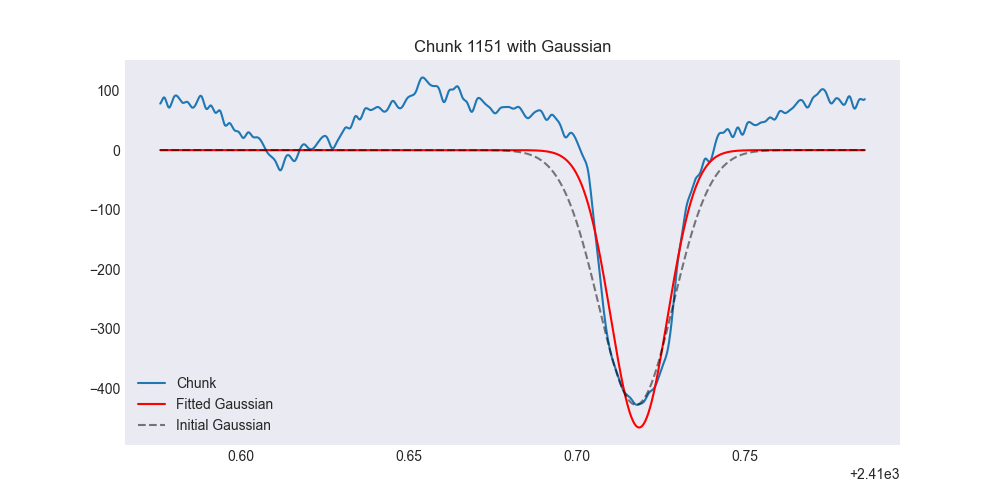 Chunk 1151 with Gaussian
100
0
−100
−200
−300
−400
Chunk
Fitted Gaussian
Initial Gaussian
0.60 0.65 0.70 0.75
+2.41e3